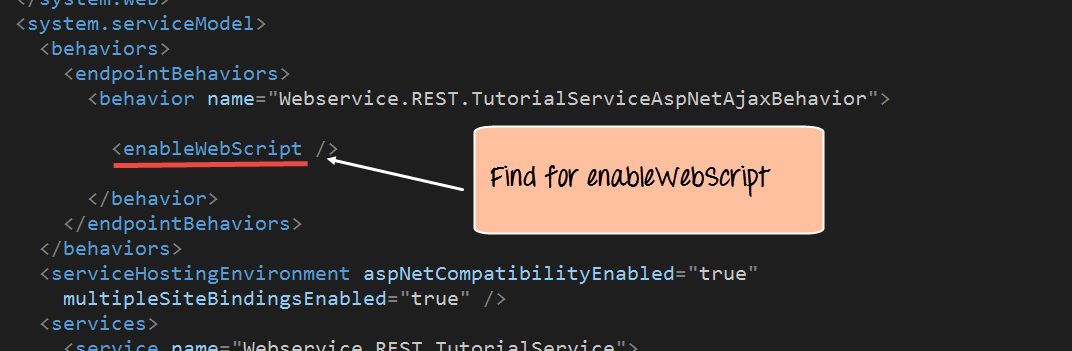 </system.web>
<system.serviceModel>
<behaviors>
<endpointBehaviors>
<behavior name="Webservice.REST.TutorialServiceAspNetAjaxBehavior">
<enableWebScript />
Find for enableWebScript
</behavior>
</endpointBehaviors>
</behaviors>
<serviceHostingEnvironment aspNetCompatibilityEnabled="true"
multipleSiteBindingsEnabled="true" />
<services>
<service name="Webservice.REST.TutorialService">